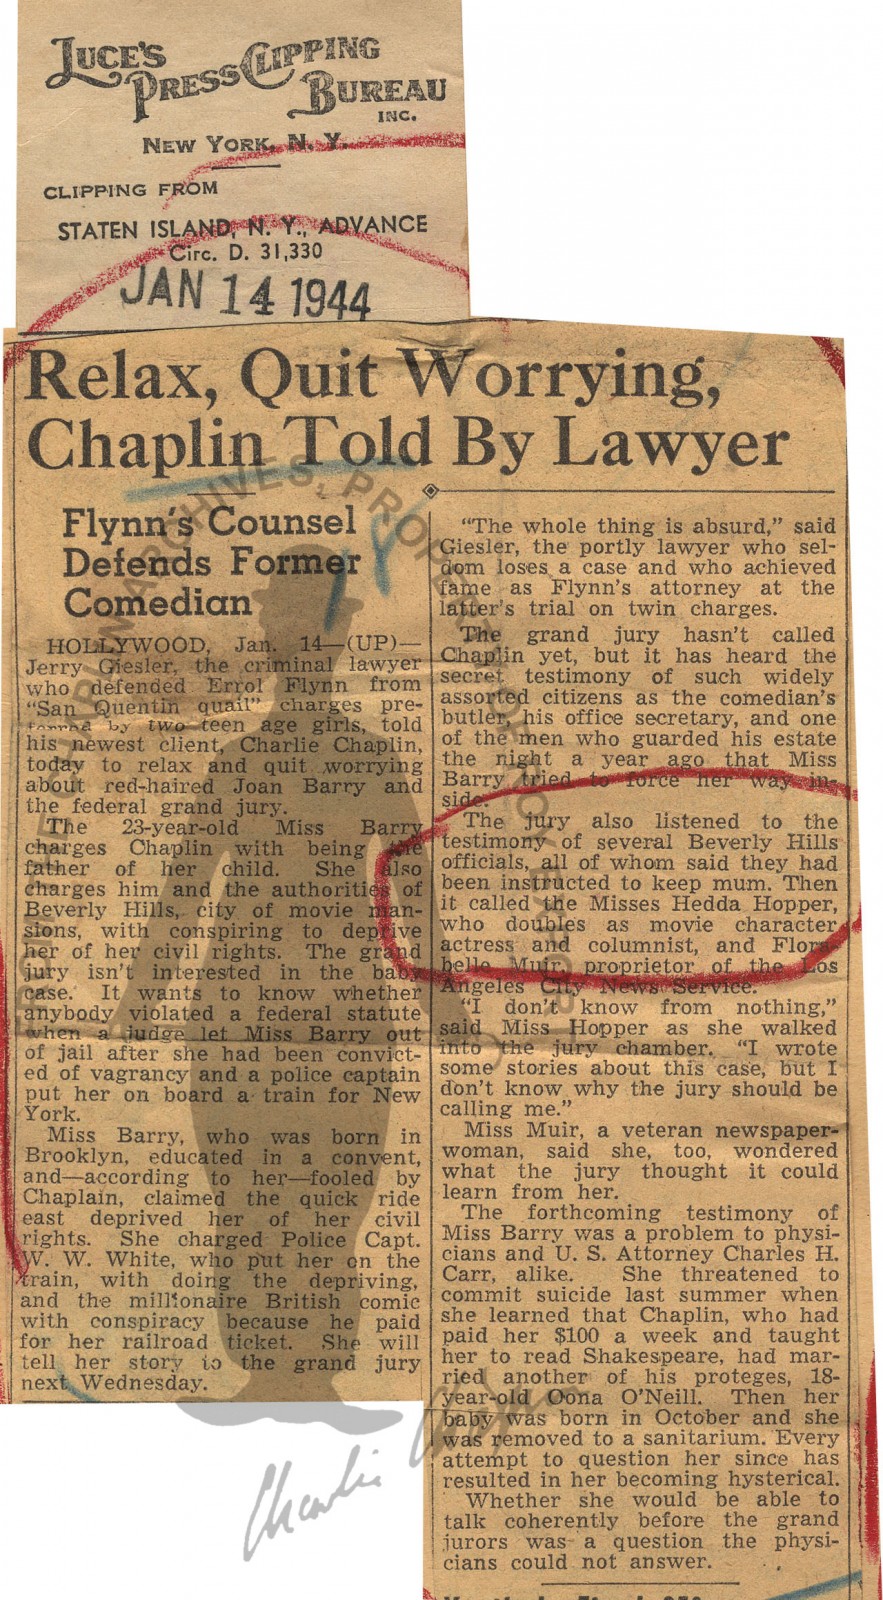 LUCE'S
PRESS CLIPPING
BUREAU
INC.
NEW YORK, N. Y.
CLIPPING FROM
STATEN ISLAND, N. Y., ADVANCE
Circ. D. 31,330
JAN 14 1944
Relax, Quit Worrying,
Chaplin Told By Lawyer
Flynn's Counsel
Defends Former
Comedian
HOLLYWOOD, Jan. 14—(UP)—
Jerry Giesler, the criminal lawyer
who defended Errol Flynn from
"San Quentin quail" charges pre-
ferred by two teen age girls, told
his newest client, Charlie Chaplin,
today to relax and quit worrying
about red-haired Joan Barry and
the federal grand jury.
The 23-year-old Miss Barry
charges Chaplin with being the
father of her child. She also
charges him and the authorities of
Beverly Hills, city of movie man-
sions, with conspiring to deprive
her of her civil rights. The grand
jury isn't interested in the baby
case. It wants to know whether
anybody violated a federal statute
when a judge let Miss Barry out
of jail after she had been convict-
ed of vagrancy and a police captain
put her on board a train for New
York.
Miss Barry, who was born in
Brooklyn, educated in a convent,
and—according to her—fooled by
Chaplain, claimed the quick ride
east deprived her of her civil
rights. She charged Police Capt.
W. W. White, who put her on the
train, with doing the depriving,
and the millionaire British comic
with conspiracy because he paid
for her railroad ticket. She will
tell her story to the grand jury
next Wednesday.
"The whole thing is absurd," said
Giesler, the portly lawyer who sel-
dom loses a case and who achieved
fame as Flynn's attorney at the
latter's trial on twin charges.
The grand jury hasn't called
Chaplin yet, but it has heard the
secret testimony of such widely
assorted citizens as the comedian's
butler, his office secretary, and one
of the men who guarded his estate
the night a year ago that Miss
Barry tried to force her way in-
side.
The jury also listened to the
testimony of several Beverly Hills
officials, all of whom said they had
been instructed to keep mum. Then
it called the Misses Hedda Hopper,
who doubles as movie character
actress and columnist, and Flora-
belle Muir, proprietor of the Los
Angeles City News Service.
"I don't know from nothing,"
said Miss Hopper as she walked
into the jury chamber. "I wrote
some stories about this case, but I
don't know why the jury should be
calling me."
Miss Muir, a veteran newspaper-
woman, said she, too, wondered
what the jury thought it could
learn from her.
The forthcoming testimony of
Miss Barry was a problem to physi-
cians and U. S. Attorney Charles H.
Carr, alike. She threatened to
commit suicide last summer when
she learned that Chaplin, who had
paid her $100 a week and taught
her to read Shakespeare, had mar-
ried another of his proteges, 18-
year-old Oona O'Neill. Then her
baby was born in October and she
was removed to a sanitarium. Every
attempt to question her since has
resulted in her becoming hysterical.
Whether she would be able to
talk coherently before the grand
jurors was a question the physi-
cians could not answer.
Charlie Chaplin